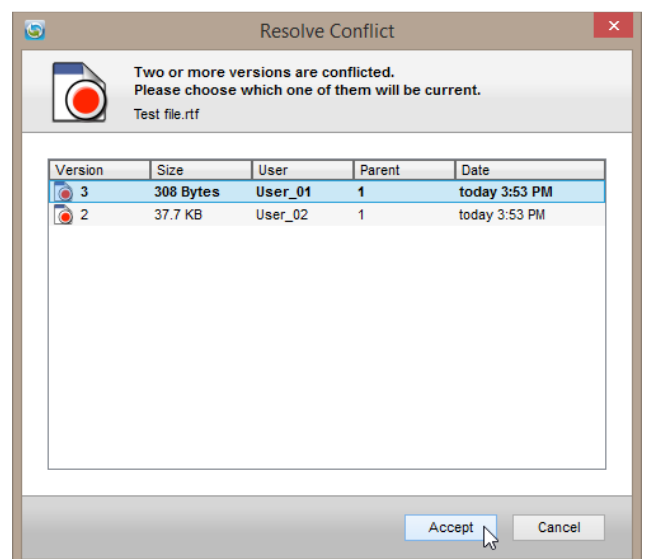 Resolve Conflict
Two or more versions are conflicted.
Please choose which one of them will be current.
Test file.rtf
Version Size User Parent Date
3 308 Bytes User_01 1 today 3:53 PM
2 37.7 KB User_02 1 today 3:53 PM
Accept Cancel